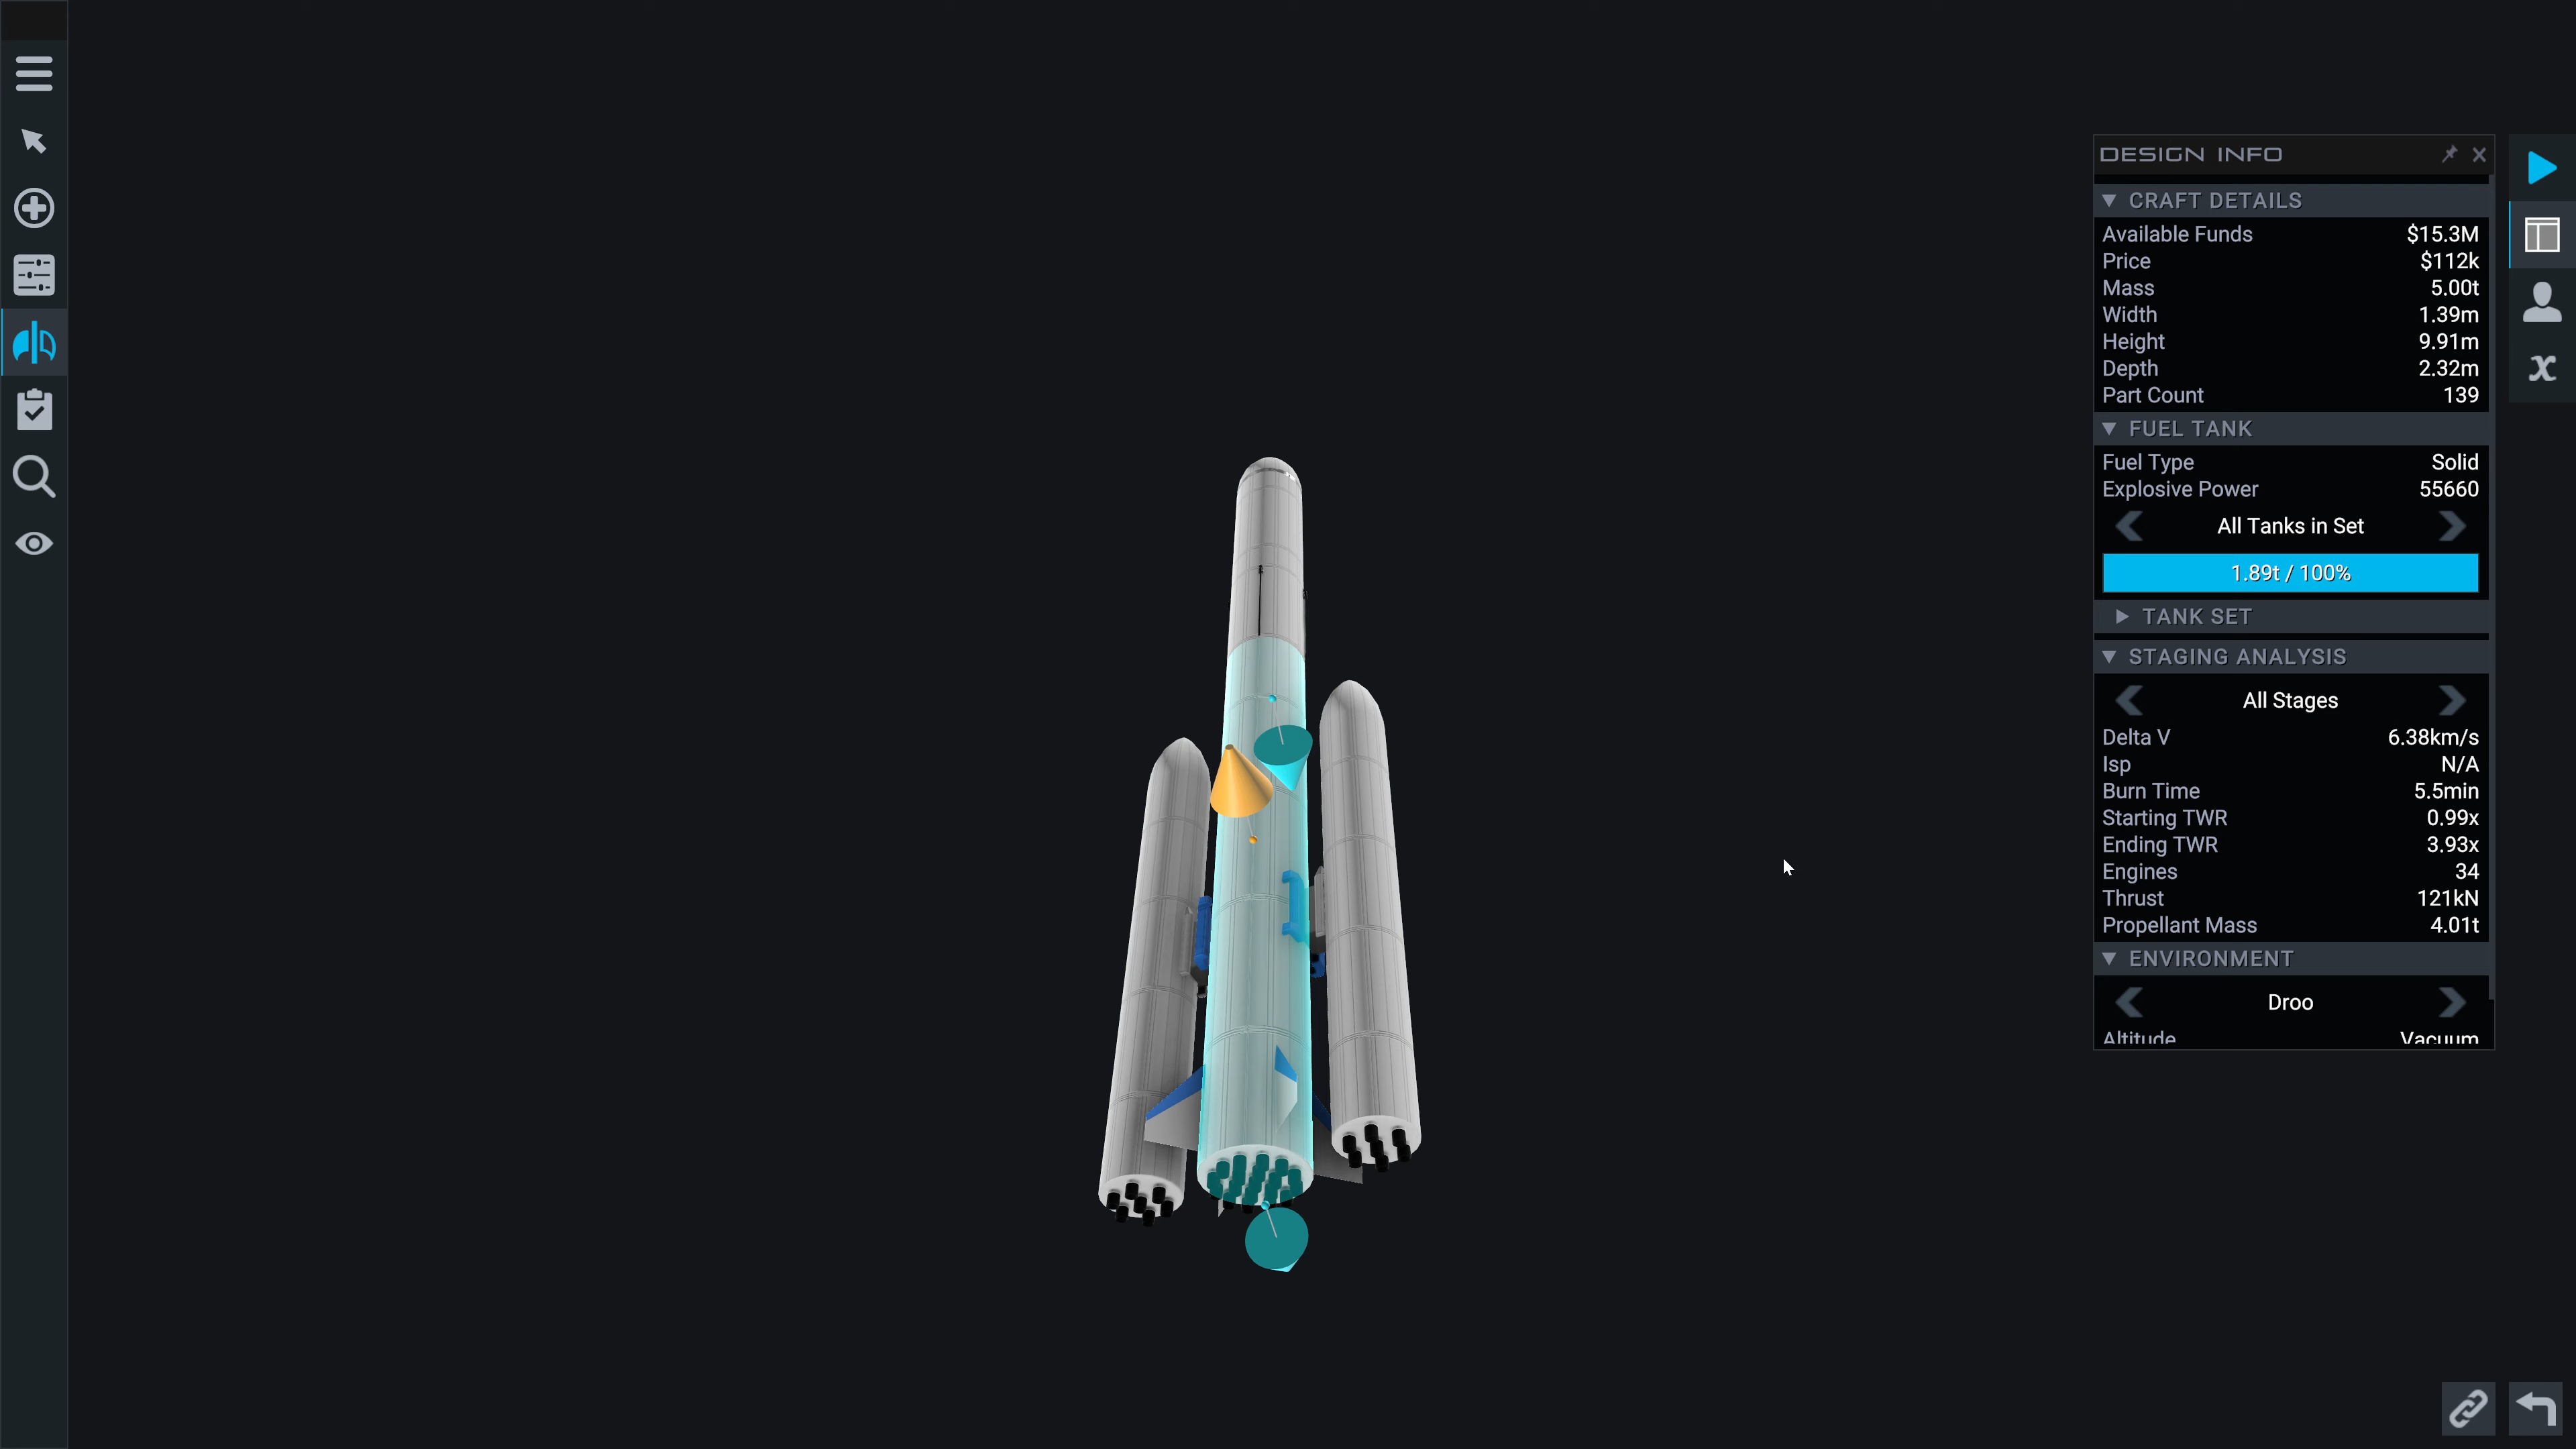 DESIGN INFO
CRAFT DETAILS
Available Funds $15.3M
Price $112k
Mass 5.00t
Width 1.39m
Height 9.91m
Depth 2.32m
Part Count 139
FUEL TANK
Fuel Type Solid
Explosive Power 55660
All Tanks in Set
1.89t / 100%
TANK SET
STAGING ANALYSIS
All Stages
Delta V 6.38km/s
Isp N/A
Burn Time 5.5min
Starting TWR 0.99x
Ending TWR 3.93x
Engines 34
Thrust 121kN
Propellant Mass 4.01t
ENVIRONMENT
Droo
Altitude Vacuum